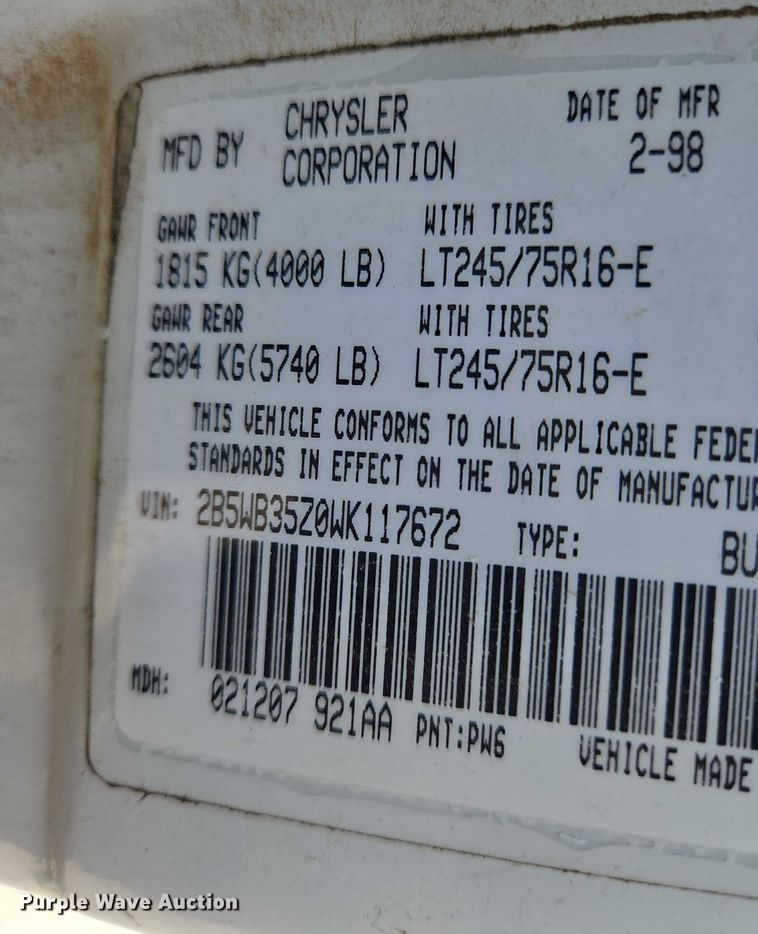 MFD BY CHRYSLER CORPORATION DATE OF MFR 2-98
GAWR FRONT WITH TIRES
1815 KG(4000 LB) LT245/75R16-E
GAWR REAR WITH TIRES
2604 KG(5740 LB) LT245/75R16-E
THIS VEHICLE CONFORMS TO ALL APPLICABLE FEDER
STANDARDS IN EFFECT ON THE DATE OF MANUFACTUR
VIN: 2B5WB35Z0WK117672 TYPE: BU
MDH: 021207 921AA PNT:PW6 VEHICLE MADE
Purple Wave Auction